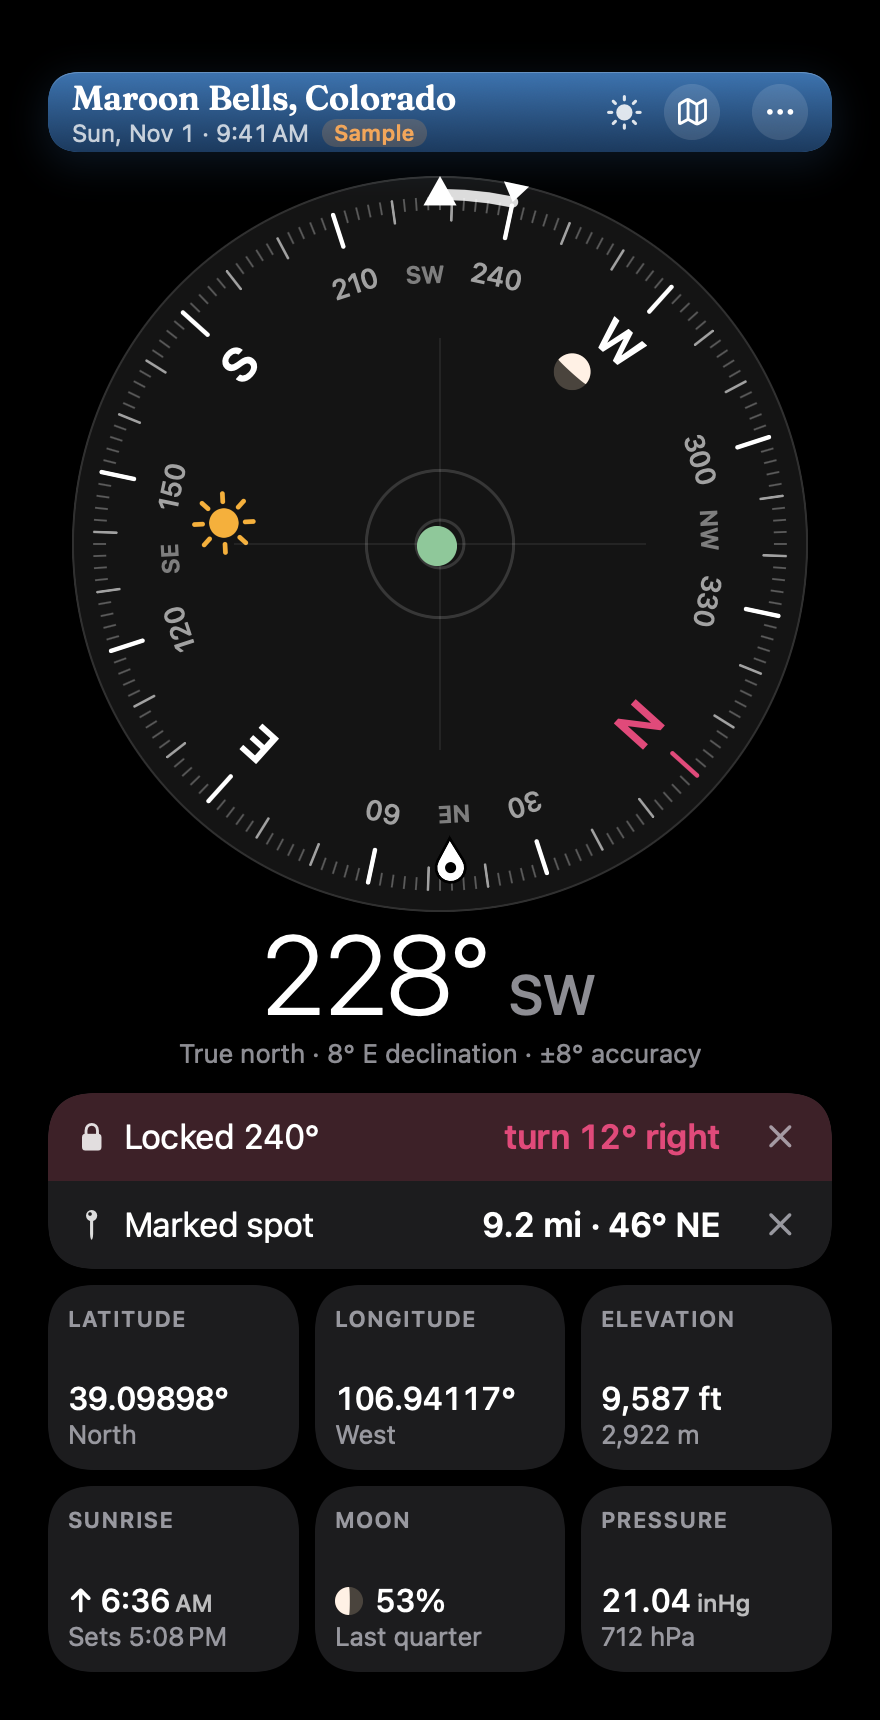 Maroon Bells, Colorado
Sun, Nov 1 · 9:41 AM Sample
210 SW 240
S W
150 300
SE NW
120 330
E N
60 NE 30
228° SW
True north · 8° E declination · ±8° accuracy
Locked 240° turn 12° right
Marked spot 9.2 mi · 46° NE
LATITUDE LONGITUDE ELEVATION
39.09898° 106.94117° 9,587 ft
North West 2,922 m
SUNRISE MOON PRESSURE
↑ 6:36 AM 53% 21.04 inHg
Sets 5:08 PM Last quarter 712 hPa